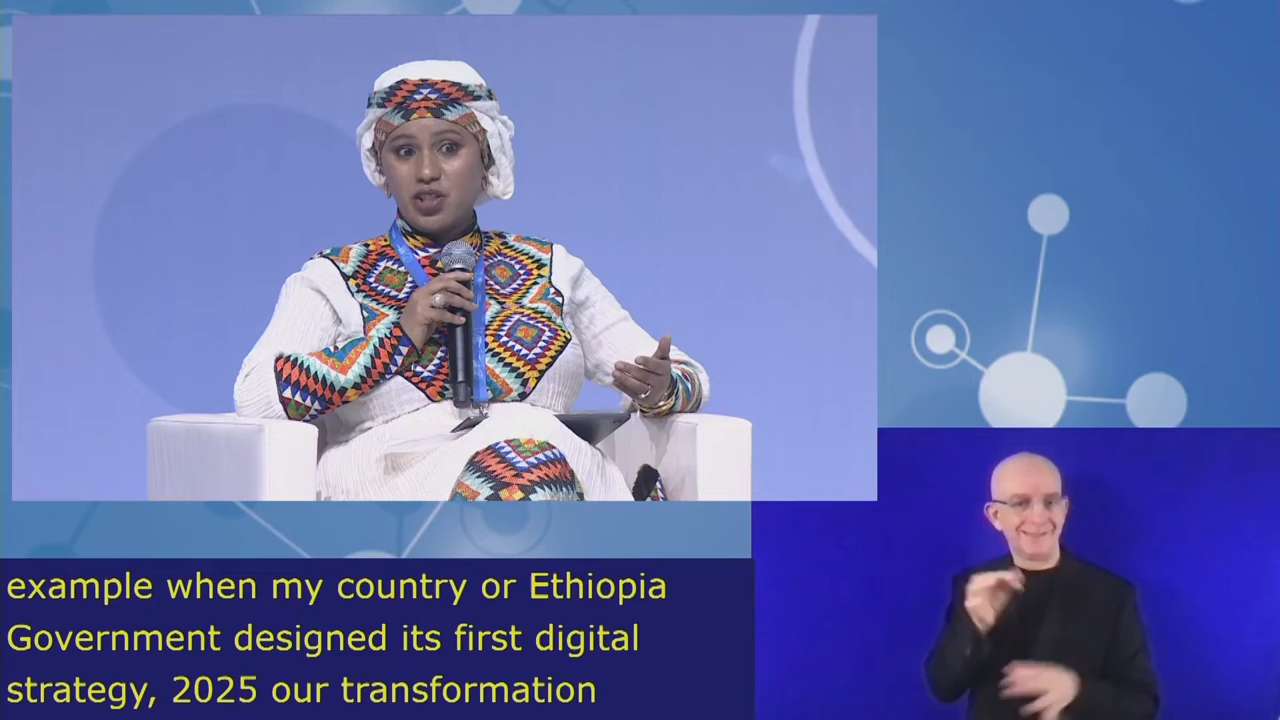 example when my country or Ethiopia
Government designed its first digital
strategy, 2025 our transformation